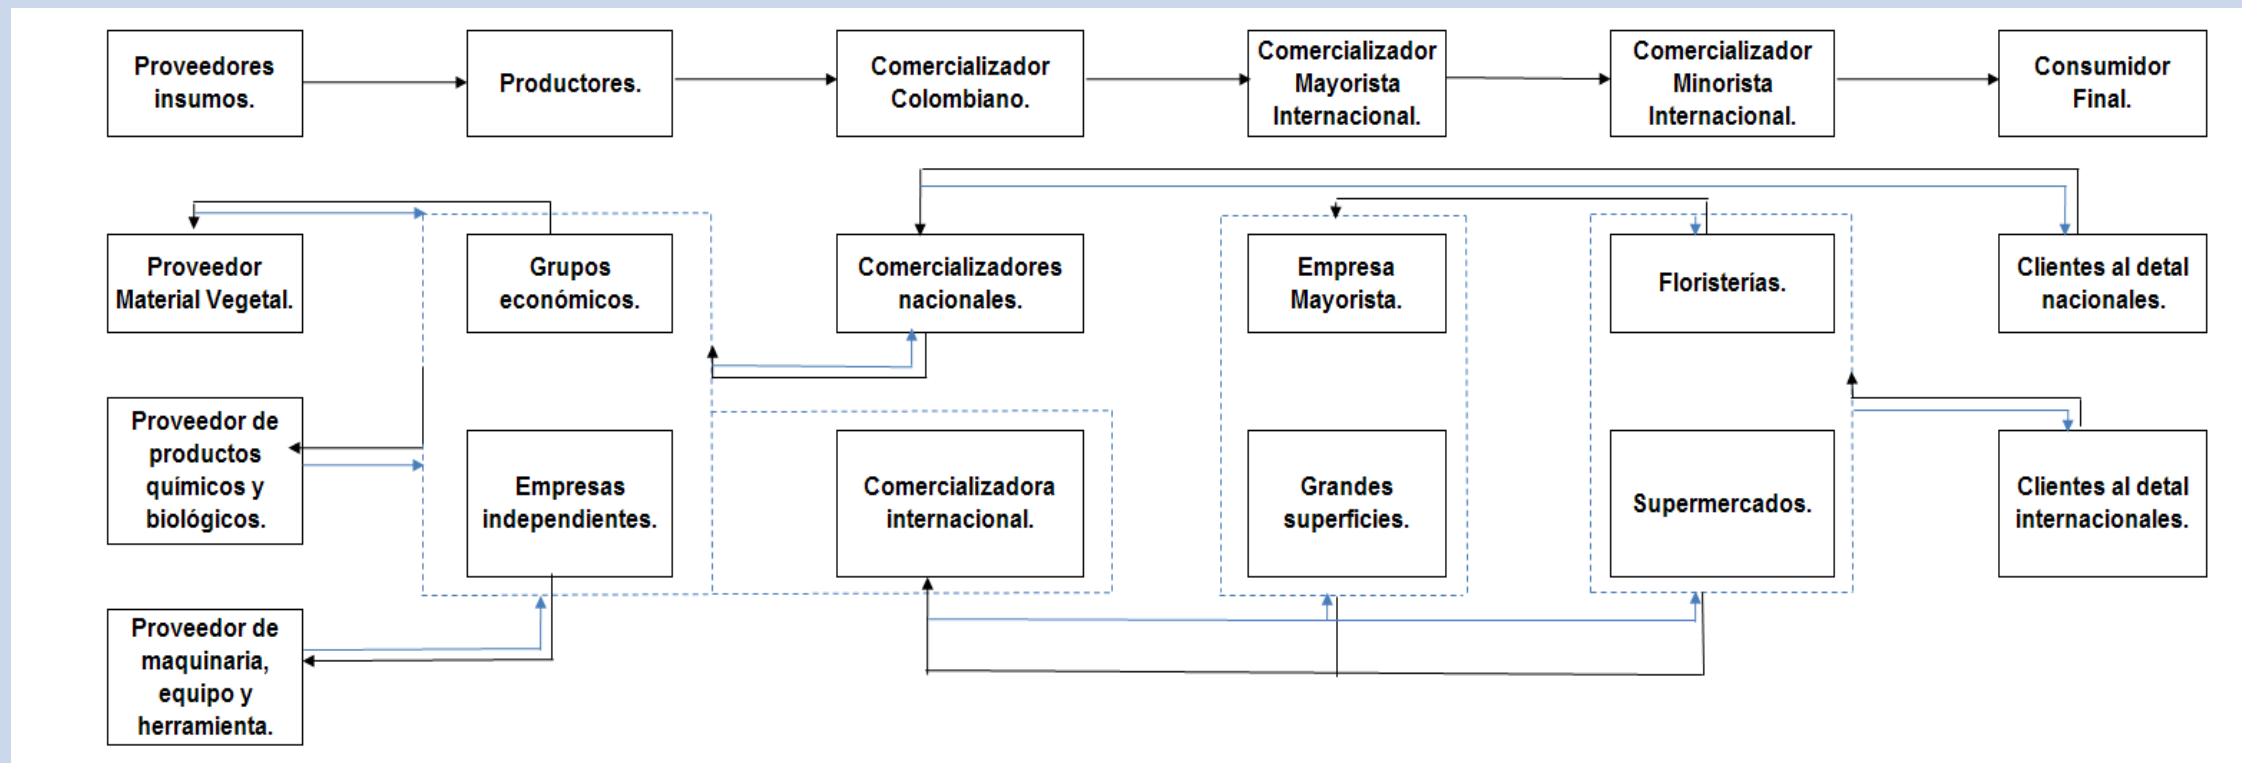 Proveedores
insumos.
Productores.
Comercializador
Colombiano.
Comercializador
Mayorista
Internacional.
Comercializador
Minorista
Internacional.
Consumidor
Final.
Proveedor
Material Vegetal.
Grupos
económicos.
Comercializadores
nacionales.
Empresa
Mayorista.
Floristerías.
Clientes al detal
nacionales.
Proveedor de
productos
químicos y
biológicos.
Empresas
independientes.
Comercializadora
internacional.
Grandes
superficies.
Supermercados.
Clientes al detal
internacionales.
Proveedor de
maquinaria,
equipo y
herramienta.